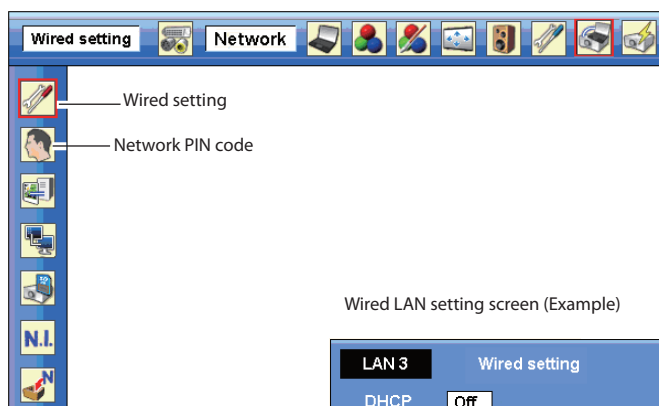 Wired setting Network
Wired setting
Network PIN code
N.I.
N
Wired LAN setting screen (Example)
LAN 3 Wired setting
DHCP Off